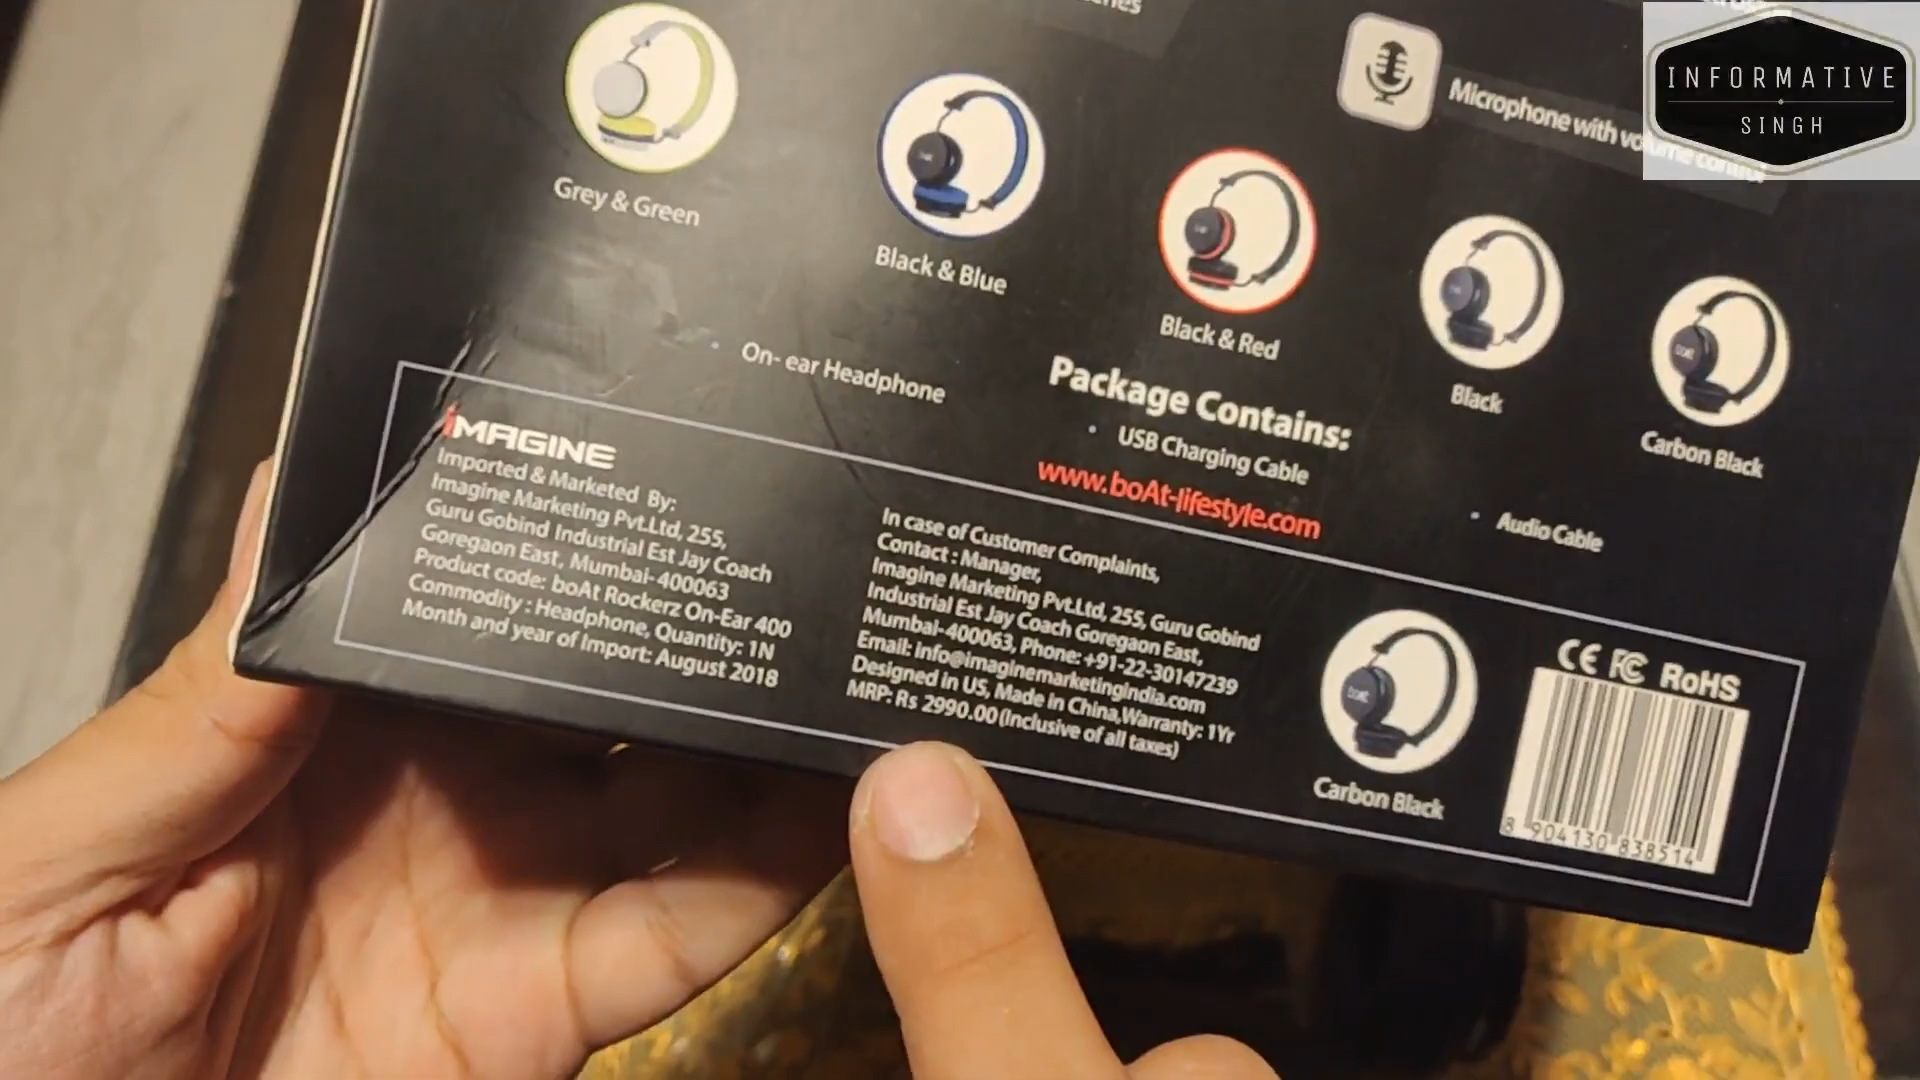 INFORMATIVE
SINGH
Microphone with volume control
Grey & Green
Black & Blue
Black & Red
Black
Carbon Black
Package Contains:
On- ear Headphone
USB Charging Cable
Audio Cable
www.boAt-lifestyle.com
iMAGINE
Imported & Marketed By:
Imagine Marketing Pvt.Ltd, 255,
Guru Gobind Industrial Est Jay Coach
Goregaon East, Mumbai-400063
Product code: boAt Rockerz On-Ear 400
Commodity : Headphone, Quantity: 1N
Month and year of Import: August 2018
In case of Customer Complaints,
Contact : Manager,
Imagine Marketing Pvt.Ltd, 255, Guru Gobind
Industrial Est Jay Coach Goregaon East,
Mumbai-400063, Phone: +91-22-30147239
Email: info@imaginemarketingindia.com
Designed in US, Made in China,Warranty: 1Yr
MRP: Rs 2990.00 (Inclusive of all taxes)
Carbon Black
CE FC RoHS
8 904130 838514